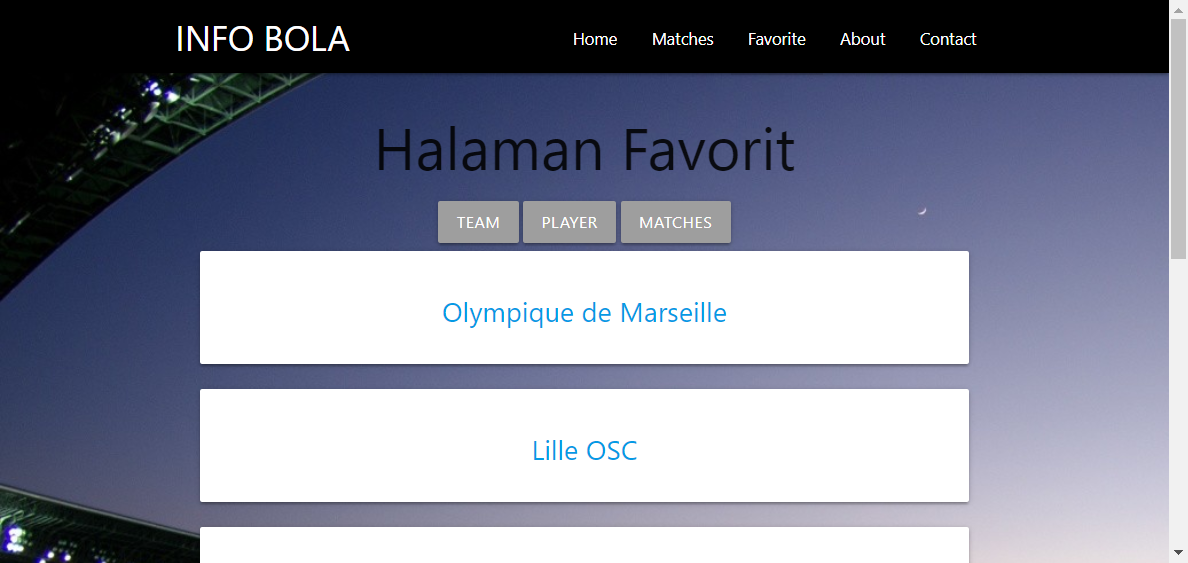 INFO BOLA Home Matches Favorite About Contact
Halaman Favorit
TEAM PLAYER MATCHES
Olympique de Marseille
Lille OSC